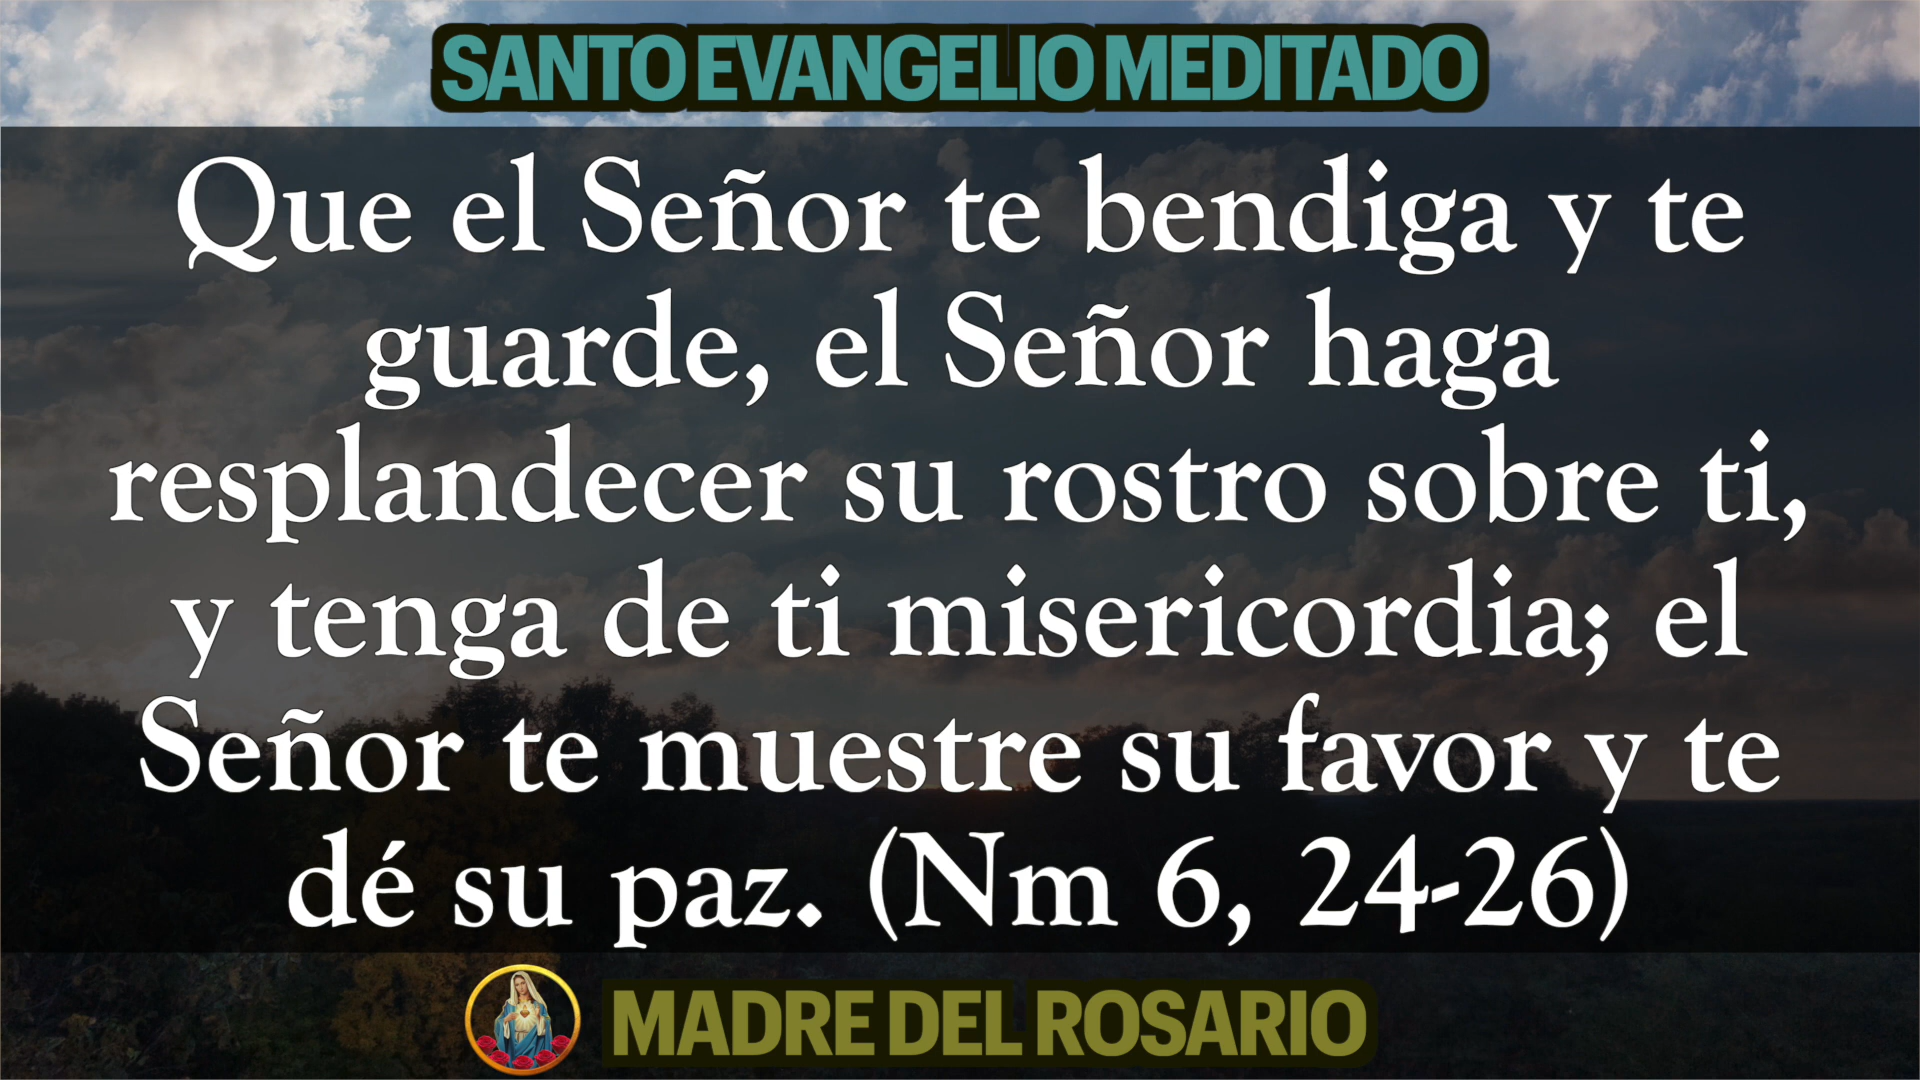 SANTO EVANGELIO MEDITADO
Que el Señor te bendiga y te
guarde, el Señor haga
resplandecer su rostro sobre ti,
y tenga de ti misericordia; el
Señor te muestre su favor y te
dé su paz. (Nm 6, 24-26)
MADRE DEL ROSARIO